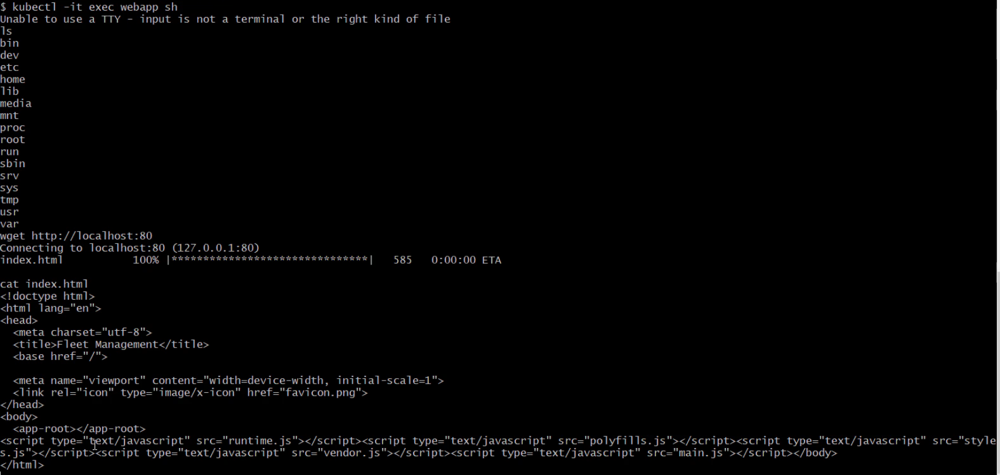 $ kubectl -it exec webapp sh
Unable to use a TTY - input is not a terminal or the right kind of file
ls
bin
dev
etc
home
lib
media
mnt
proc
root
run
sbin
srv
sys
tmp
usr
var
wget http://localhost:80
Connecting to localhost:80 (127.0.0.1:80)
index.html           100% |*******************************|   585   0:00:00 ETA
cat index.html
<!doctype html>
<html lang="en">
<head>
  <meta charset="utf-8">
  <title>Fleet Management</title>
  <base href="/">
  <meta name="viewport" content="width=device-width, initial-scale=1">
  <link rel="icon" type="image/x-icon" href="favicon.png">
</head>
<body>
  <app-root></app-root>
<script type="text/javascript" src="runtime.js"></script><script type="text/javascript" src="polyfills.js"></script><script type="text/javascript" src="style
s.js"></script><script type="text/javascript" src="vendor.js"></script><script type="text/javascript" src="main.js"></script></body>
</html>